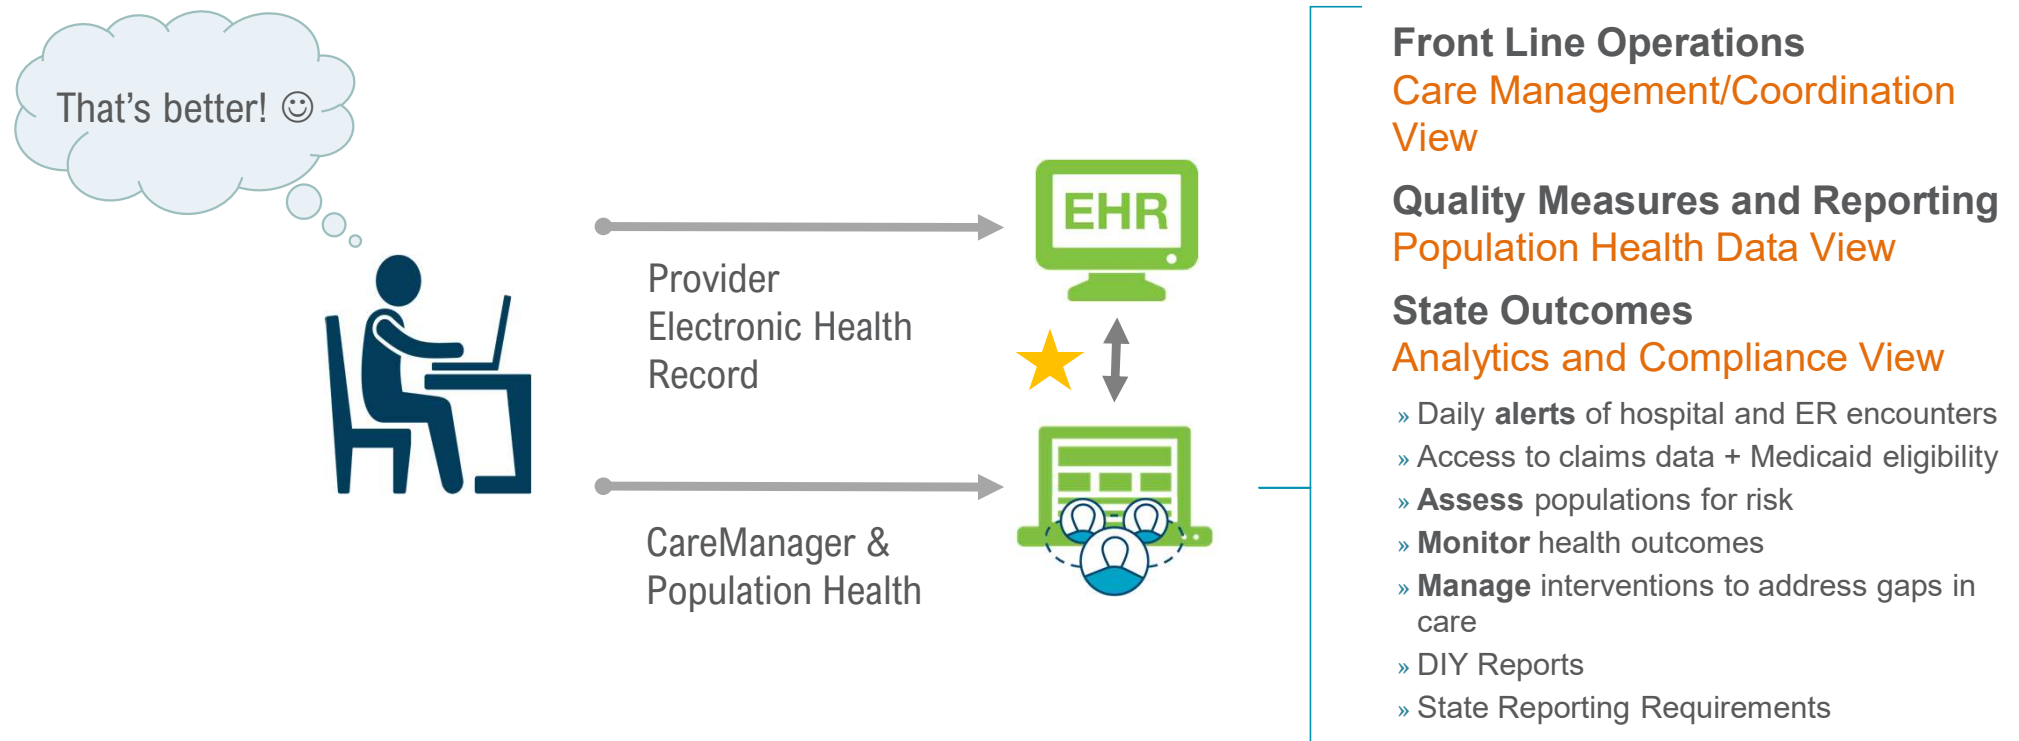 That's better! ☺
EHR
Provider
Electronic Health
Record
CareManager &
Population Health
Front Line Operations
Care Management/Coordination
View
Quality Measures and Reporting
Population Health Data View
State Outcomes
Analytics and Compliance View
» Daily alerts of hospital and ER encounters
» Access to claims data + Medicaid eligibility
» Assess populations for risk
» Monitor health outcomes
» Manage interventions to address gaps in
care
» DIY Reports
» State Reporting Requirements